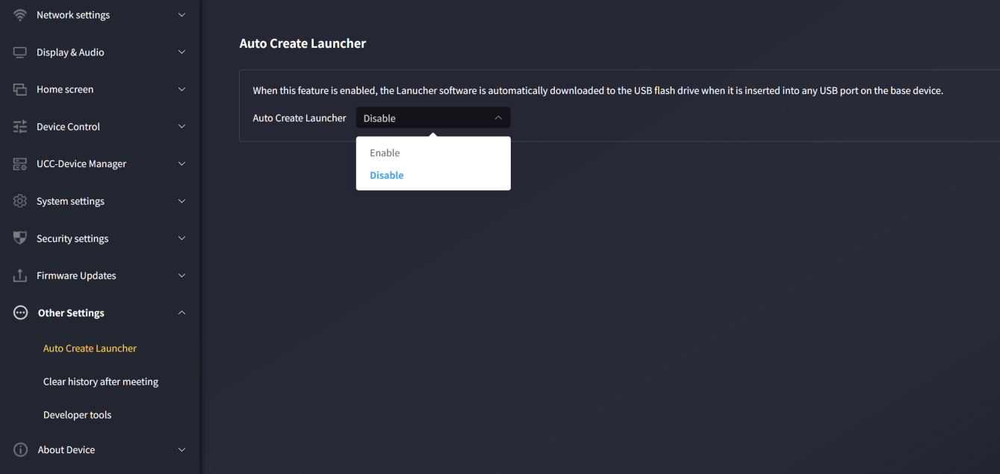 Network settings
Display & Audio
Home screen
Device Control
UCC-Device Manager
System settings
Security settings
Firmware Updates
Other Settings
Auto Create Launcher
Clear history after meeting
Developer tools
About Device
Auto Create Launcher
When this feature is enabled, the Lanucher software is automatically downloaded to the USB flash drive when it is inserted into any USB port on the base device.
Auto Create Launcher Disable
Enable
Disable